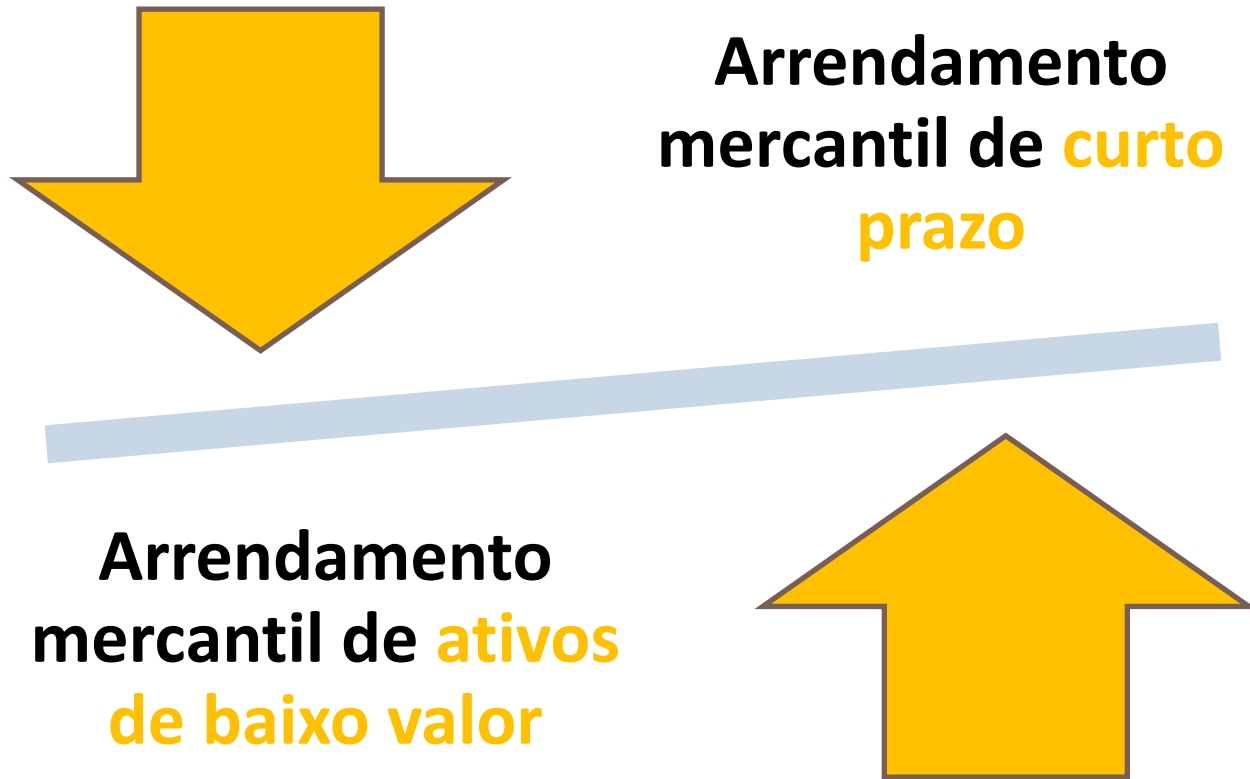 Arrendamento
mercantil de curto
prazo
Arrendamento
mercantil de ativos
de baixo valor